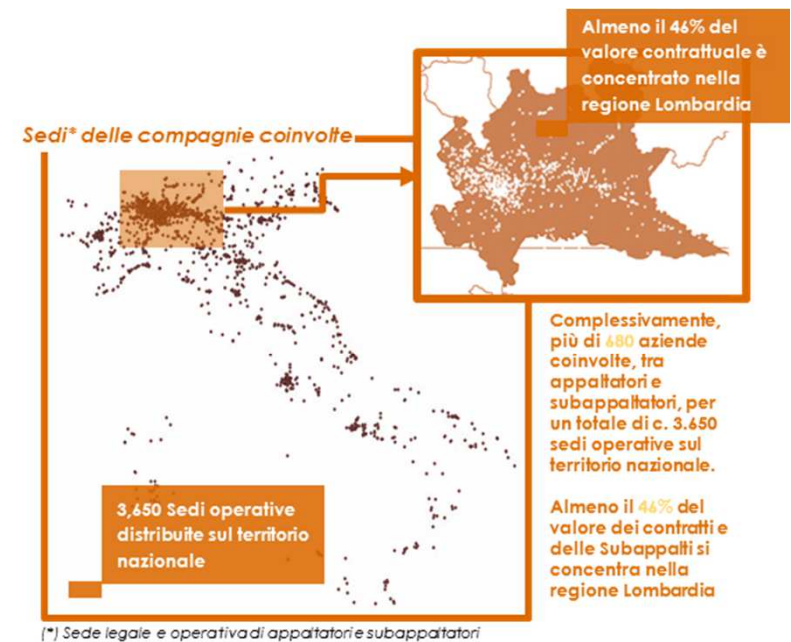 Almeno il 46% del
valore contrattuale è
concentrato nella
regione Lombardia
Sedi* delle compagnie coinvolte
Complessivamente,
più di 680 aziende
coinvolte, tra
appaltatori e
subappaltatori, per
un totale di c. 3.650
sedi operative sul
territorio nazionale.
Almeno il 46% del
valore dei contratti e
delle Subappalti si
concentra nella
regione Lombardia
3,650 Sedi operative
distribuite sul territorio
nazionale
(*) Sede legale e operativa di appaltatori e subappaltatori